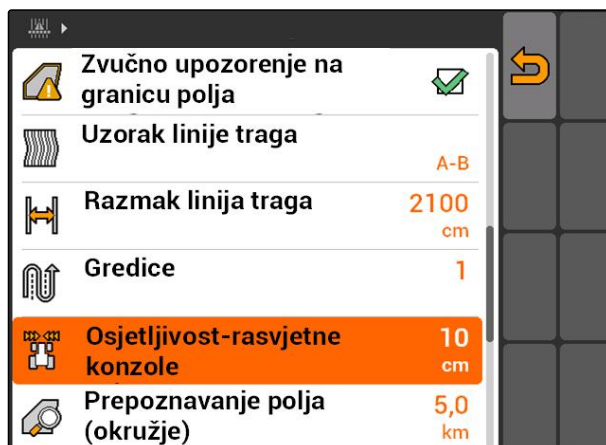 Zvučno upozorenje na
granicu polja
Uzorak linije traga
A-B
Razmak linija traga
2100
cm
Gredice
1
Osjetljivost-rasvjetne
konzole
10
cm
Prepoznavanje polja
(okružje)
5,0
km